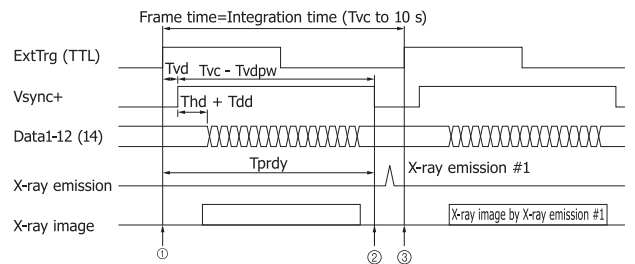 Frame time=Integration time (Tvc to 10 s)
ExtTrg (TTL)
Tvd
Tvc - Tvdpw
Vsync+
Thd + Tdd
Data1-12 (14)
Tprdy
X-ray emission #1
X-ray emission
X-ray image
X-ray image by X-ray emission #1
① ② ③